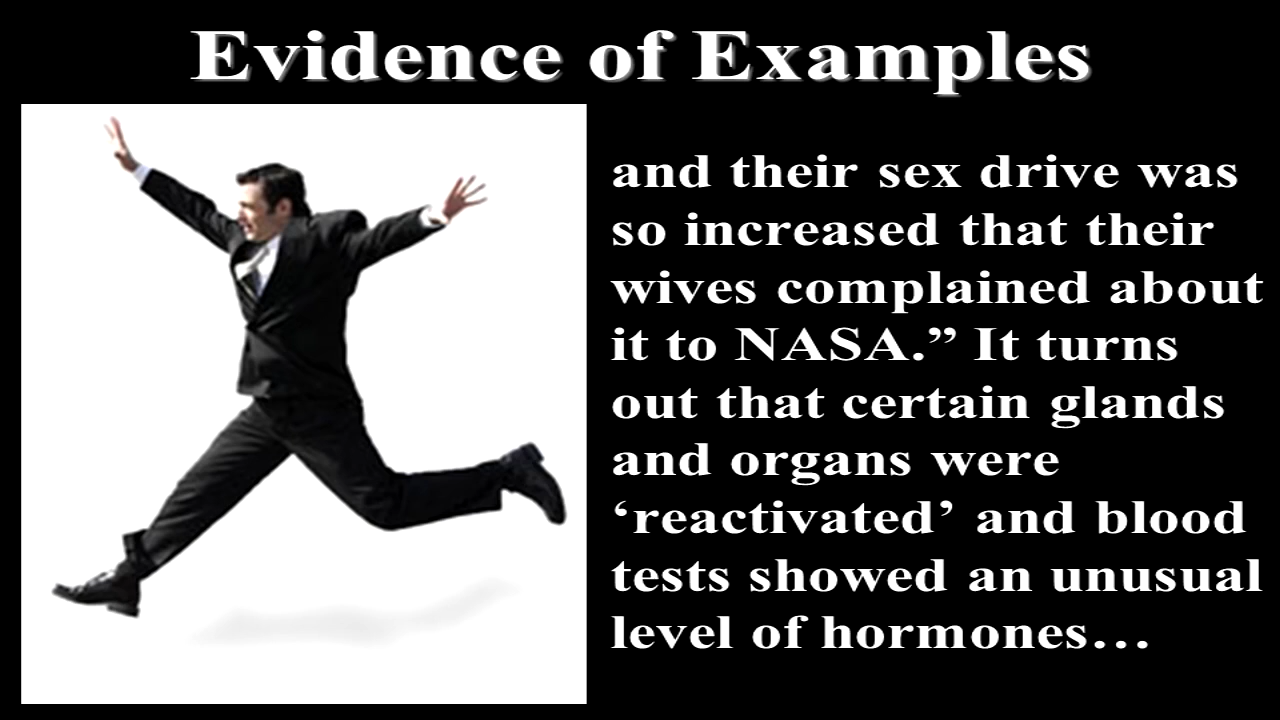 Evidence of Examples
and their sex drive was
so increased that their
wives complained about
it to NASA.” It turns
out that certain glands
and organs were
‘reactivated’ and blood
tests showed an unusual
level of hormones…